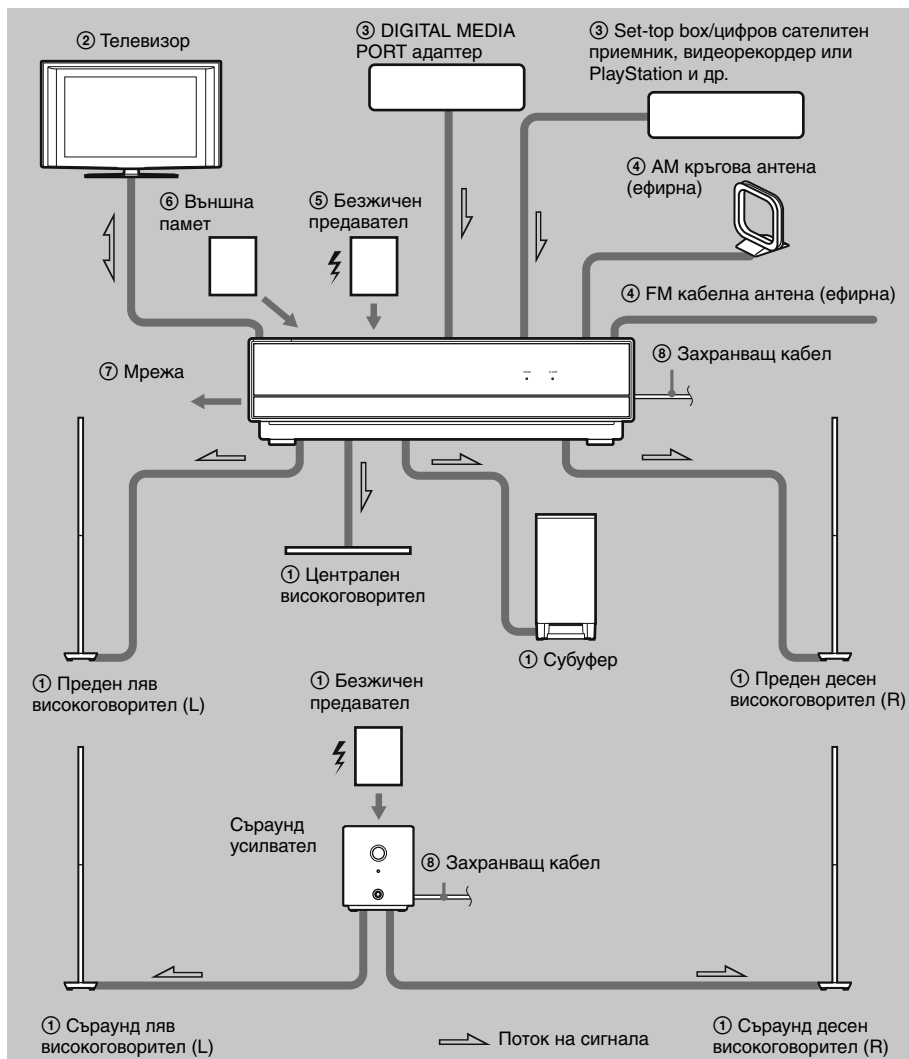 ② Телевизор
③ DIGITAL MEDIA
PORT адаптер
③ Set-top box/цифров сателитен
приемник, видеорекордер или
PlayStation и др.
④ AM кръгова антена
(ефирна)
⑥ Външна
памет
⑤ Безжичен
предавател
④ FM кабелна антена (ефирна)
⑧ Захранващ кабел
⑦ Мрежа
① Централен
високоговорител
① Субуфер
① Преден ляв
високоговорител (L)
① Безжичен
предавател
① Преден десен
високоговорител (R)
Съраунд
усилвател
⑧ Захранващ кабел
① Съраунд ляв
високоговорител (L)
Поток на сигнала
① Съраунд десен
високоговорител (R)